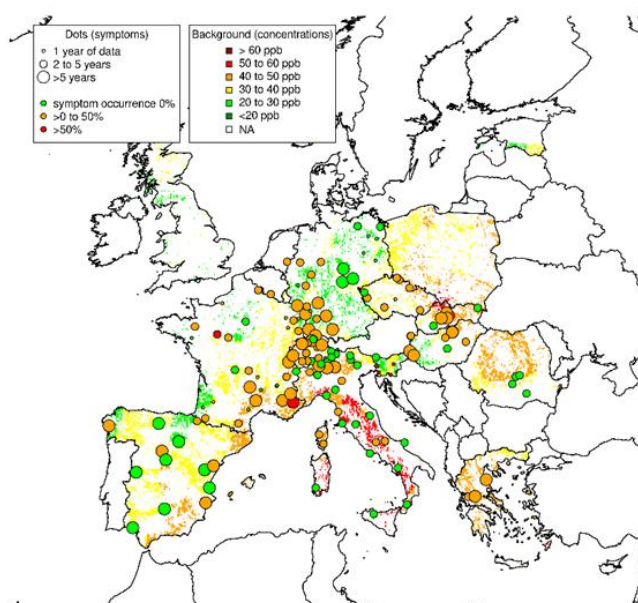 Dots (symptoms)
1 year of data
2 to 5 years
>5 years
symptom occurrence 0%
>0 to 50%
>50%
Background (concentrations)
> 60 ppb
50 to 60 ppb
40 to 50 ppb
30 to 40 ppb
20 to 30 ppb
<20 ppb
NA